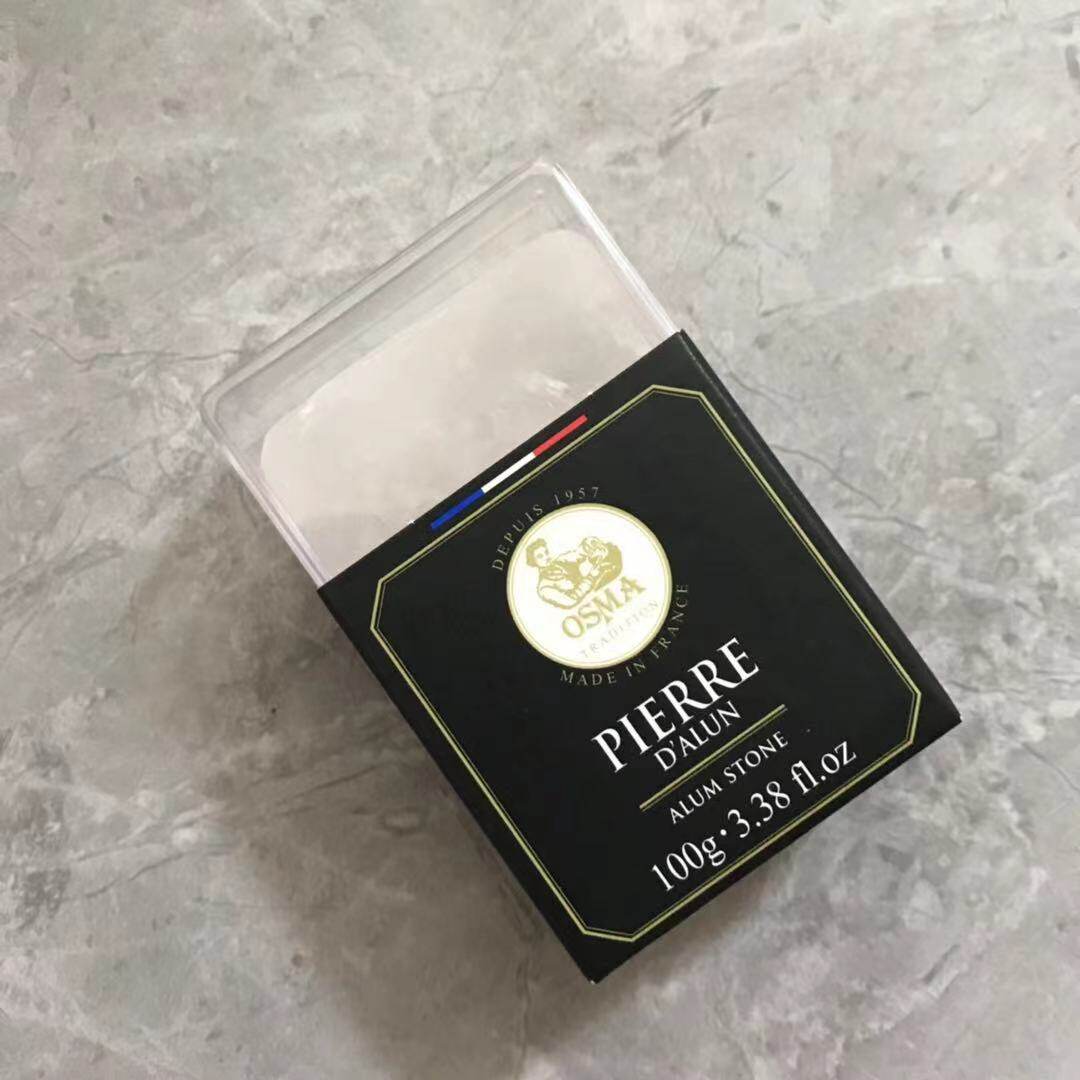 DEPUIS 1957
OSMA
TRADITION
MADE IN FRANCE
PIERRE
D'ALUN
ALUM STONE
100g·3.38 fl.oz